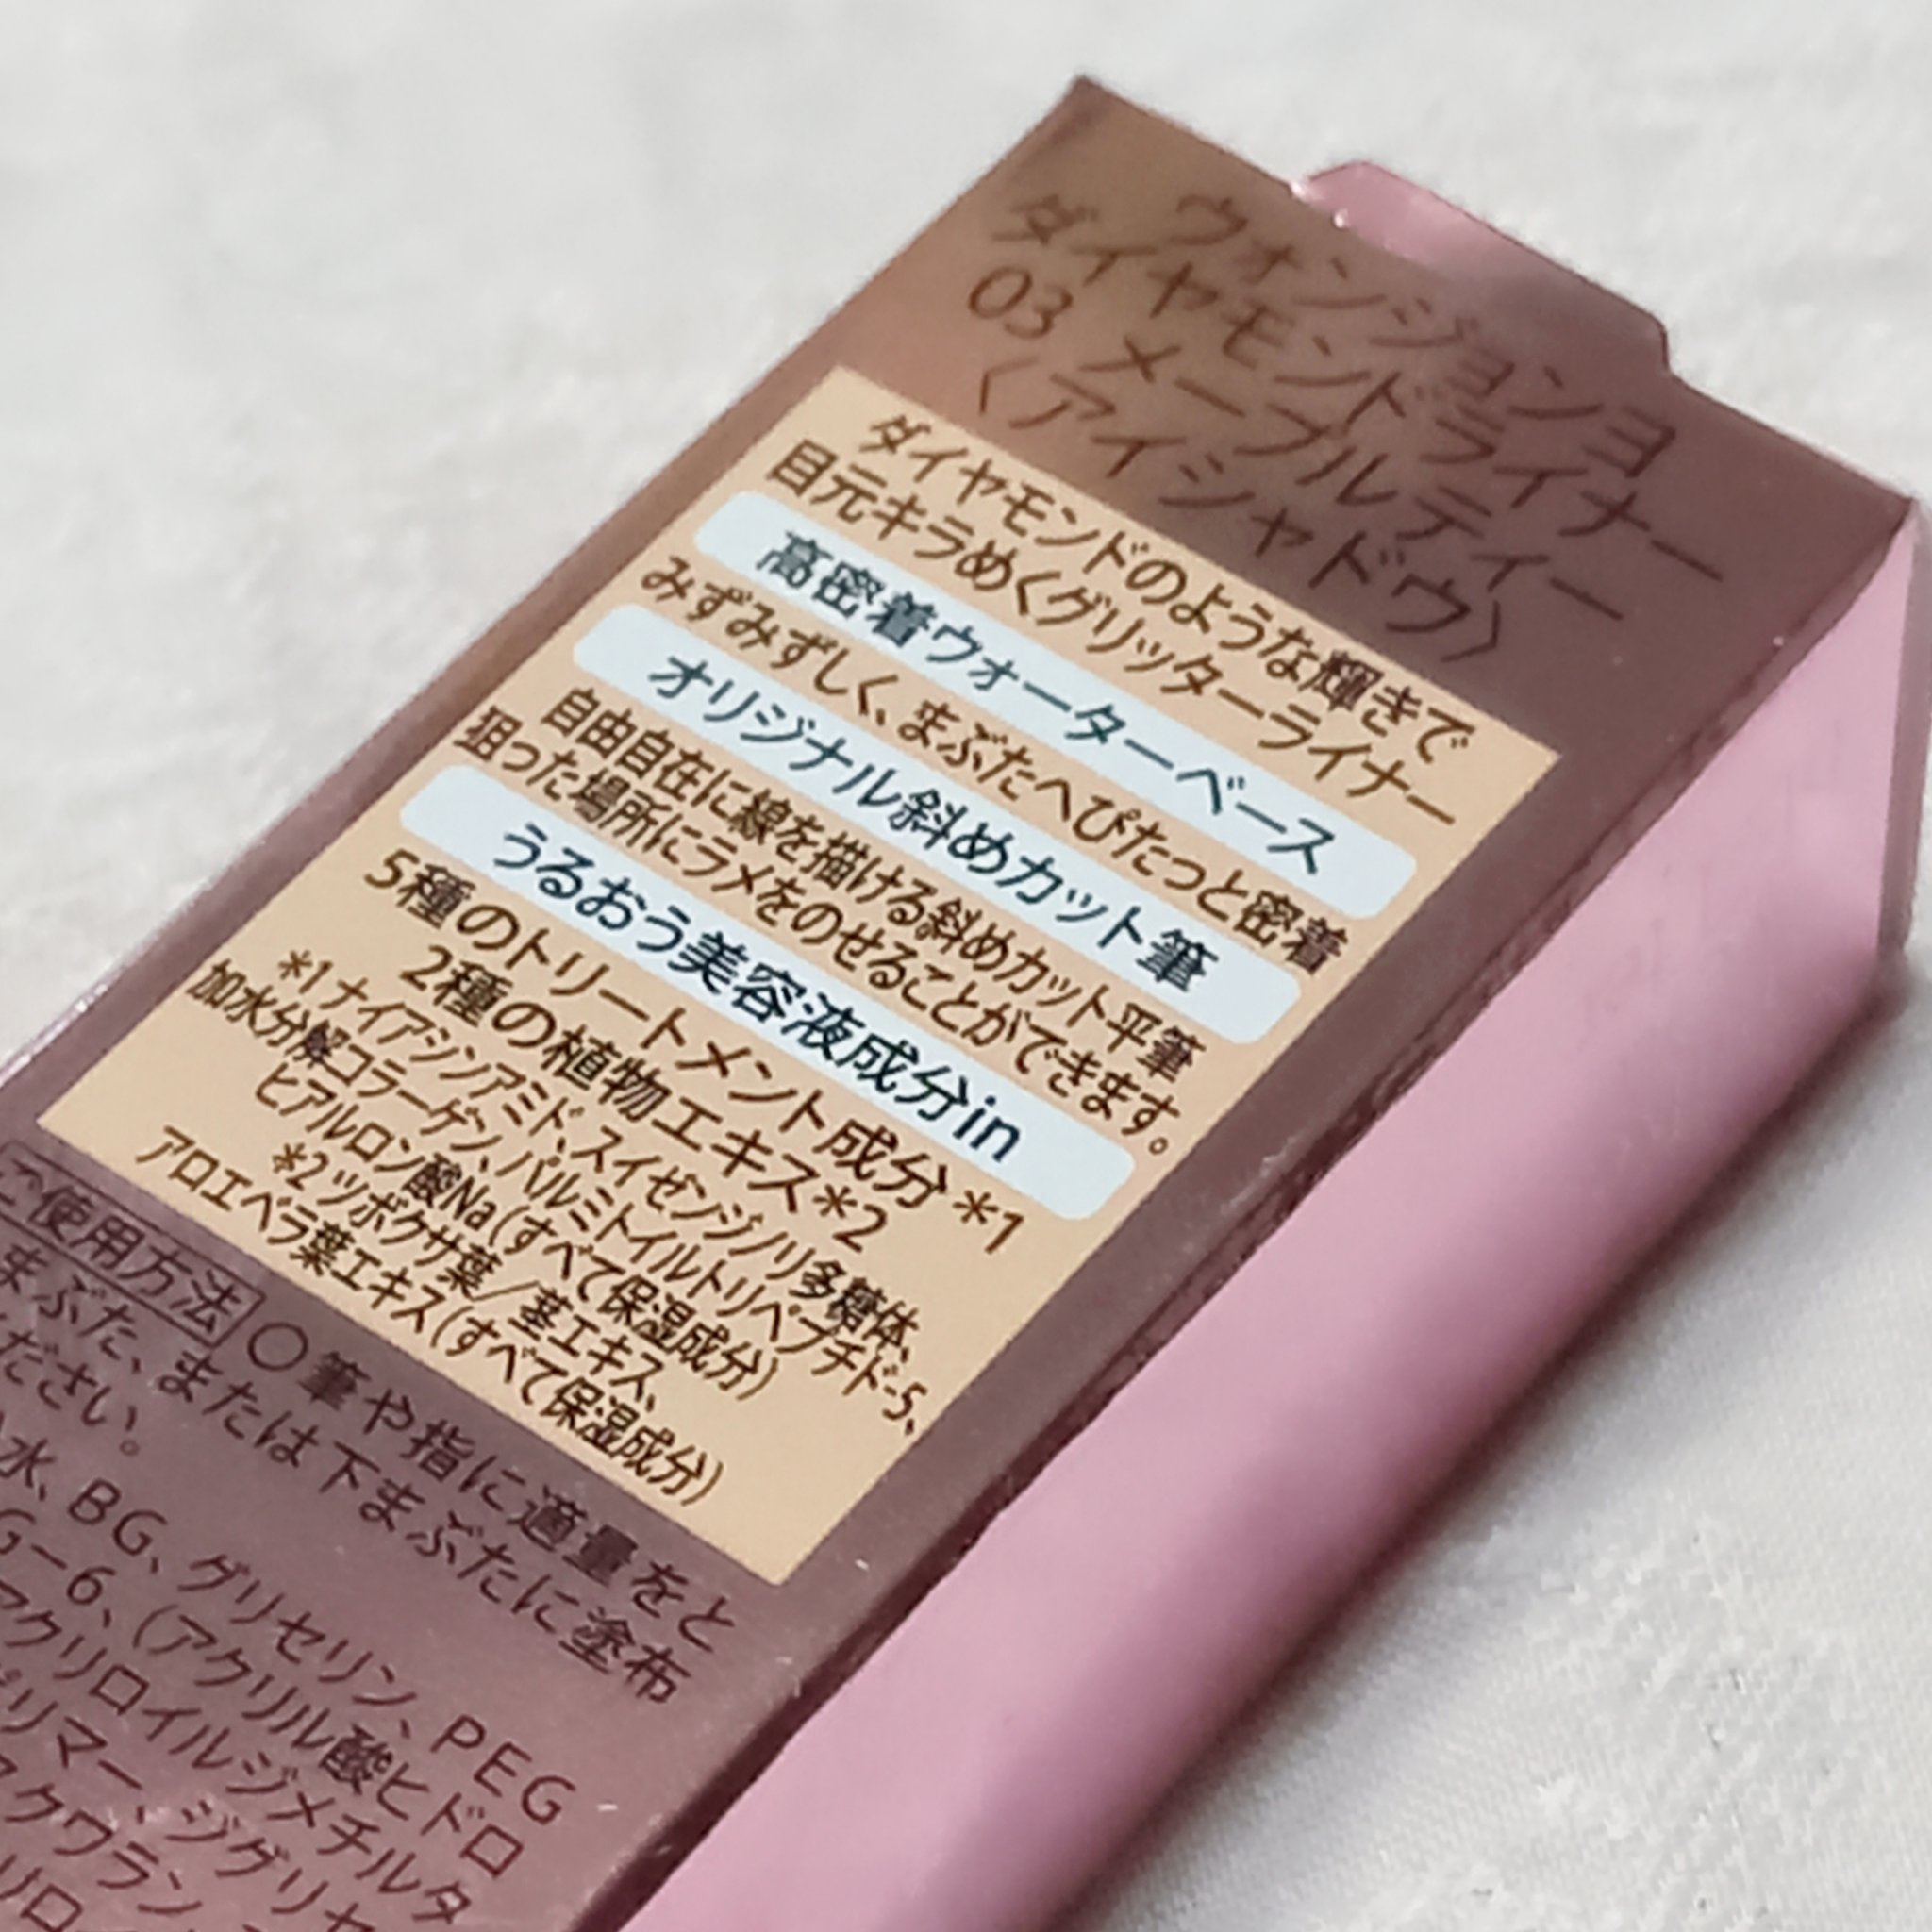 ウォンジョンヨ
ダイヤモンドライナー
03 メープルティー
〈アイシャドウ〉
ダイヤモンドのような輝きで
目元キラめくグリッターライナー
高密着ウォーターベース
みずみずしく、まぶたへぴたっと密着
オリジナル斜めカット筆
自由自在に線を描ける斜めカット平筆
狙った場所にラメをのせることができます。
うるおう美容液成分in
5種のトリートメント成分*1
2種の植物エキス*2
*1 ナイアシンアミド、スイゼンジノリ多糖体、
加水分解コラーゲン、パルミトイルトリペプチド-5、
ヒアルロン酸Na(すべて保湿成分)
*2 ツボクサ葉/茎エキス、
アロエベラ葉エキス(すべて保湿成分)
ご使用方法 ○筆や指に適量をと
まぶた、または下まぶたに塗布
ください。
水、BG、グリセリン、PEG
G-6、(アクリル酸ヒドロ
アクリロイルジメチルタ
ポリマー、ジグリセ
スクワラン、
リロ